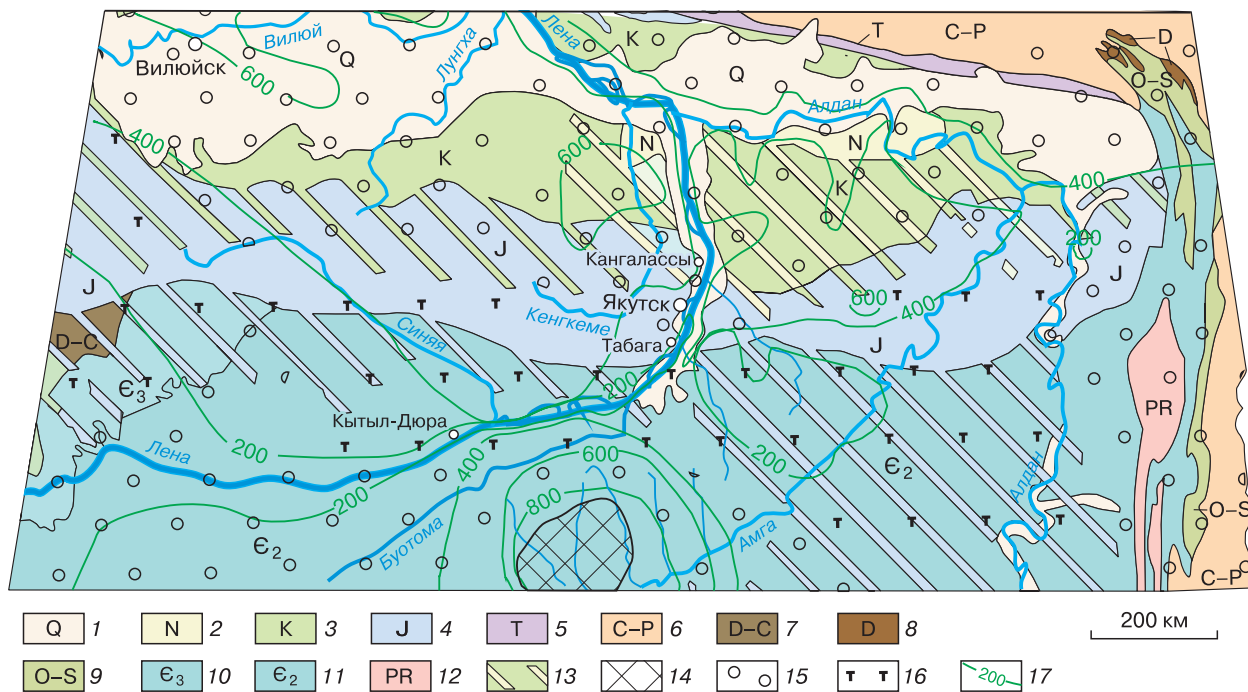 Лена
K
T
C–P
D
Вилюй
Лунгха
Q
Вилюйск
600
Q
O–S
Алдан
400
K
N
N
600
K
400
J
200
Кангалассы
J
J
Якутск
600
400
Синяя
Кенгкеме
D–C
Табага
J
Є3
200
PR
Кытыл-Дюра
200
Лена
400
600
200
Є2
Алдан
200
800
O–S
Є2
Буотома
Амга
C–P
Q 1
N 2
K 3
J 4
T 5
C–P 6
D–C 7
D 8
200 км
O–S 9
Є3 10
Є2 11
PR 12
13
14
15
16
200 17